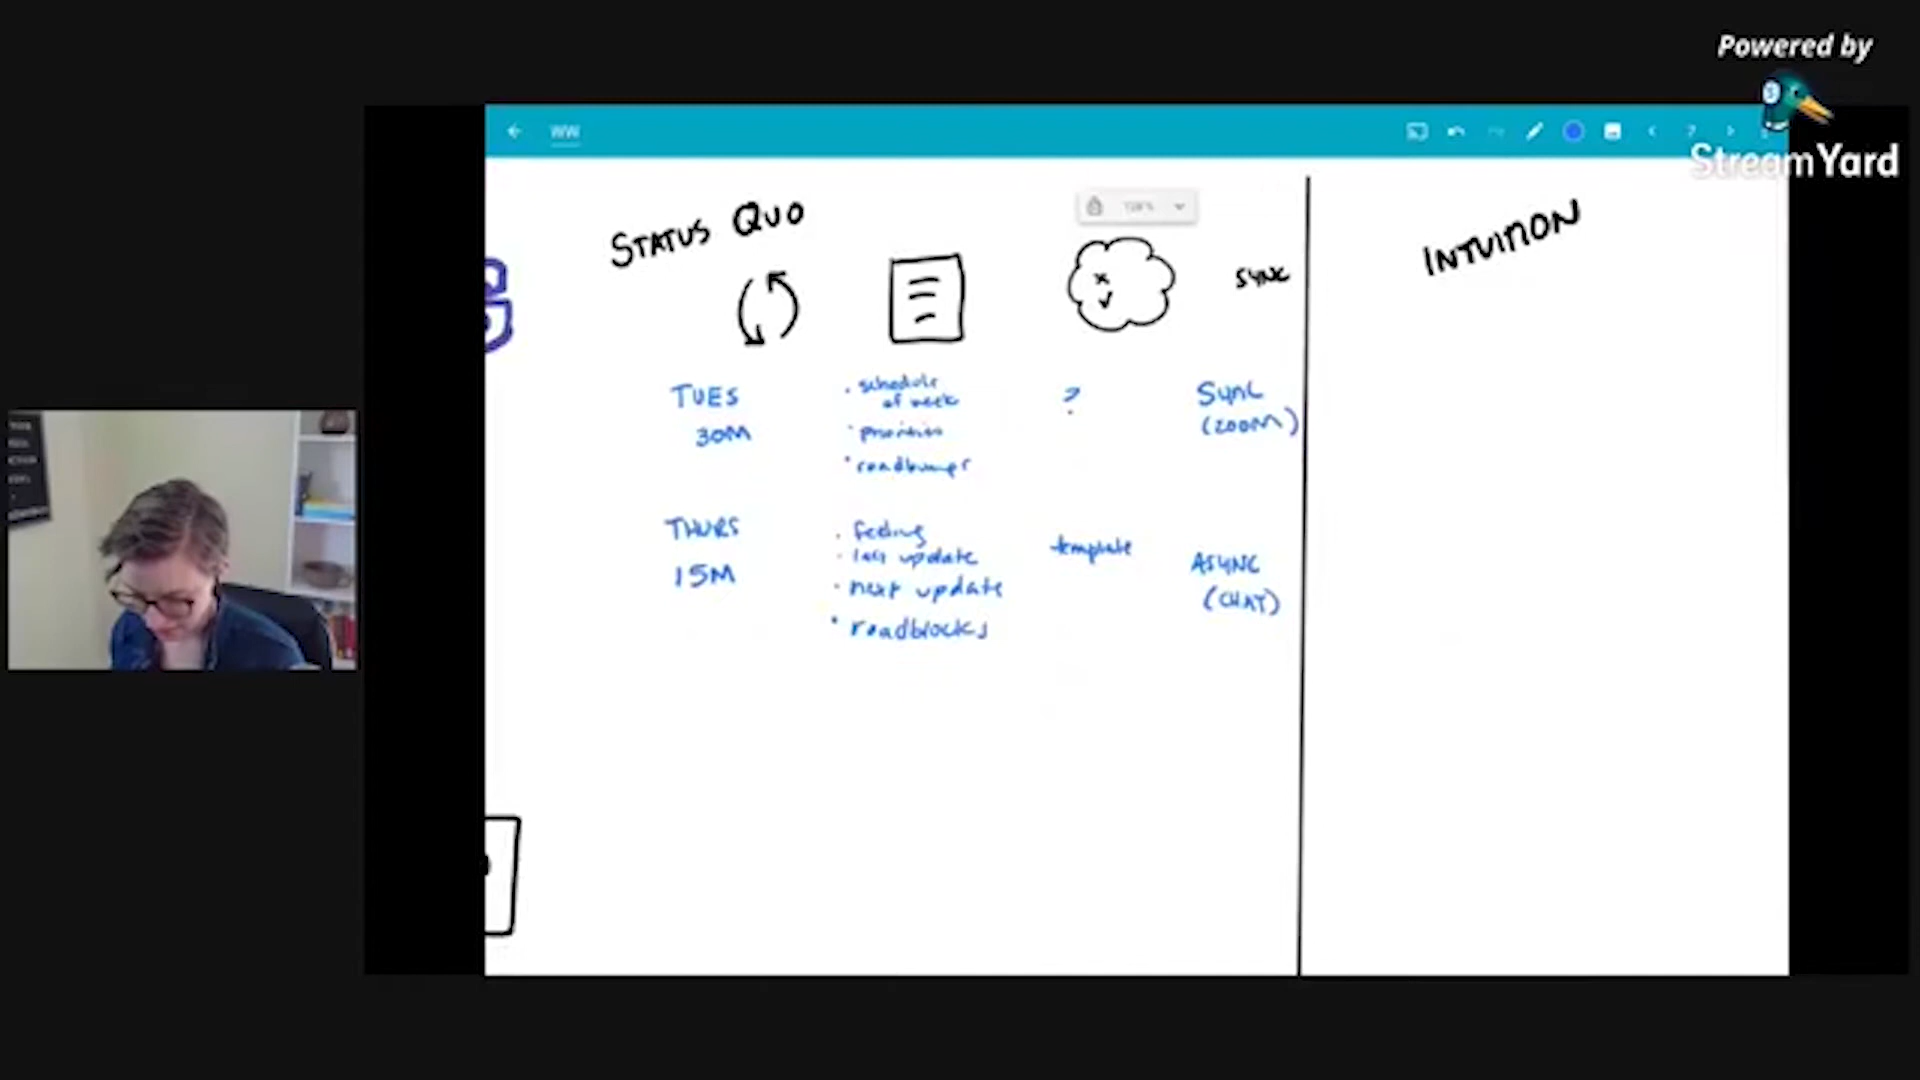 Powered by
StreamYard
WW
STATUS QUO
INTUITION
SYNC
TUES
30M
• schedule
of week
• priorities
• roadbumps
?
SYNC
(ZOOM)
THURS
15M
• feeling
• last update
• next update
• roadblocks
template
ASYNC
(CHAT)